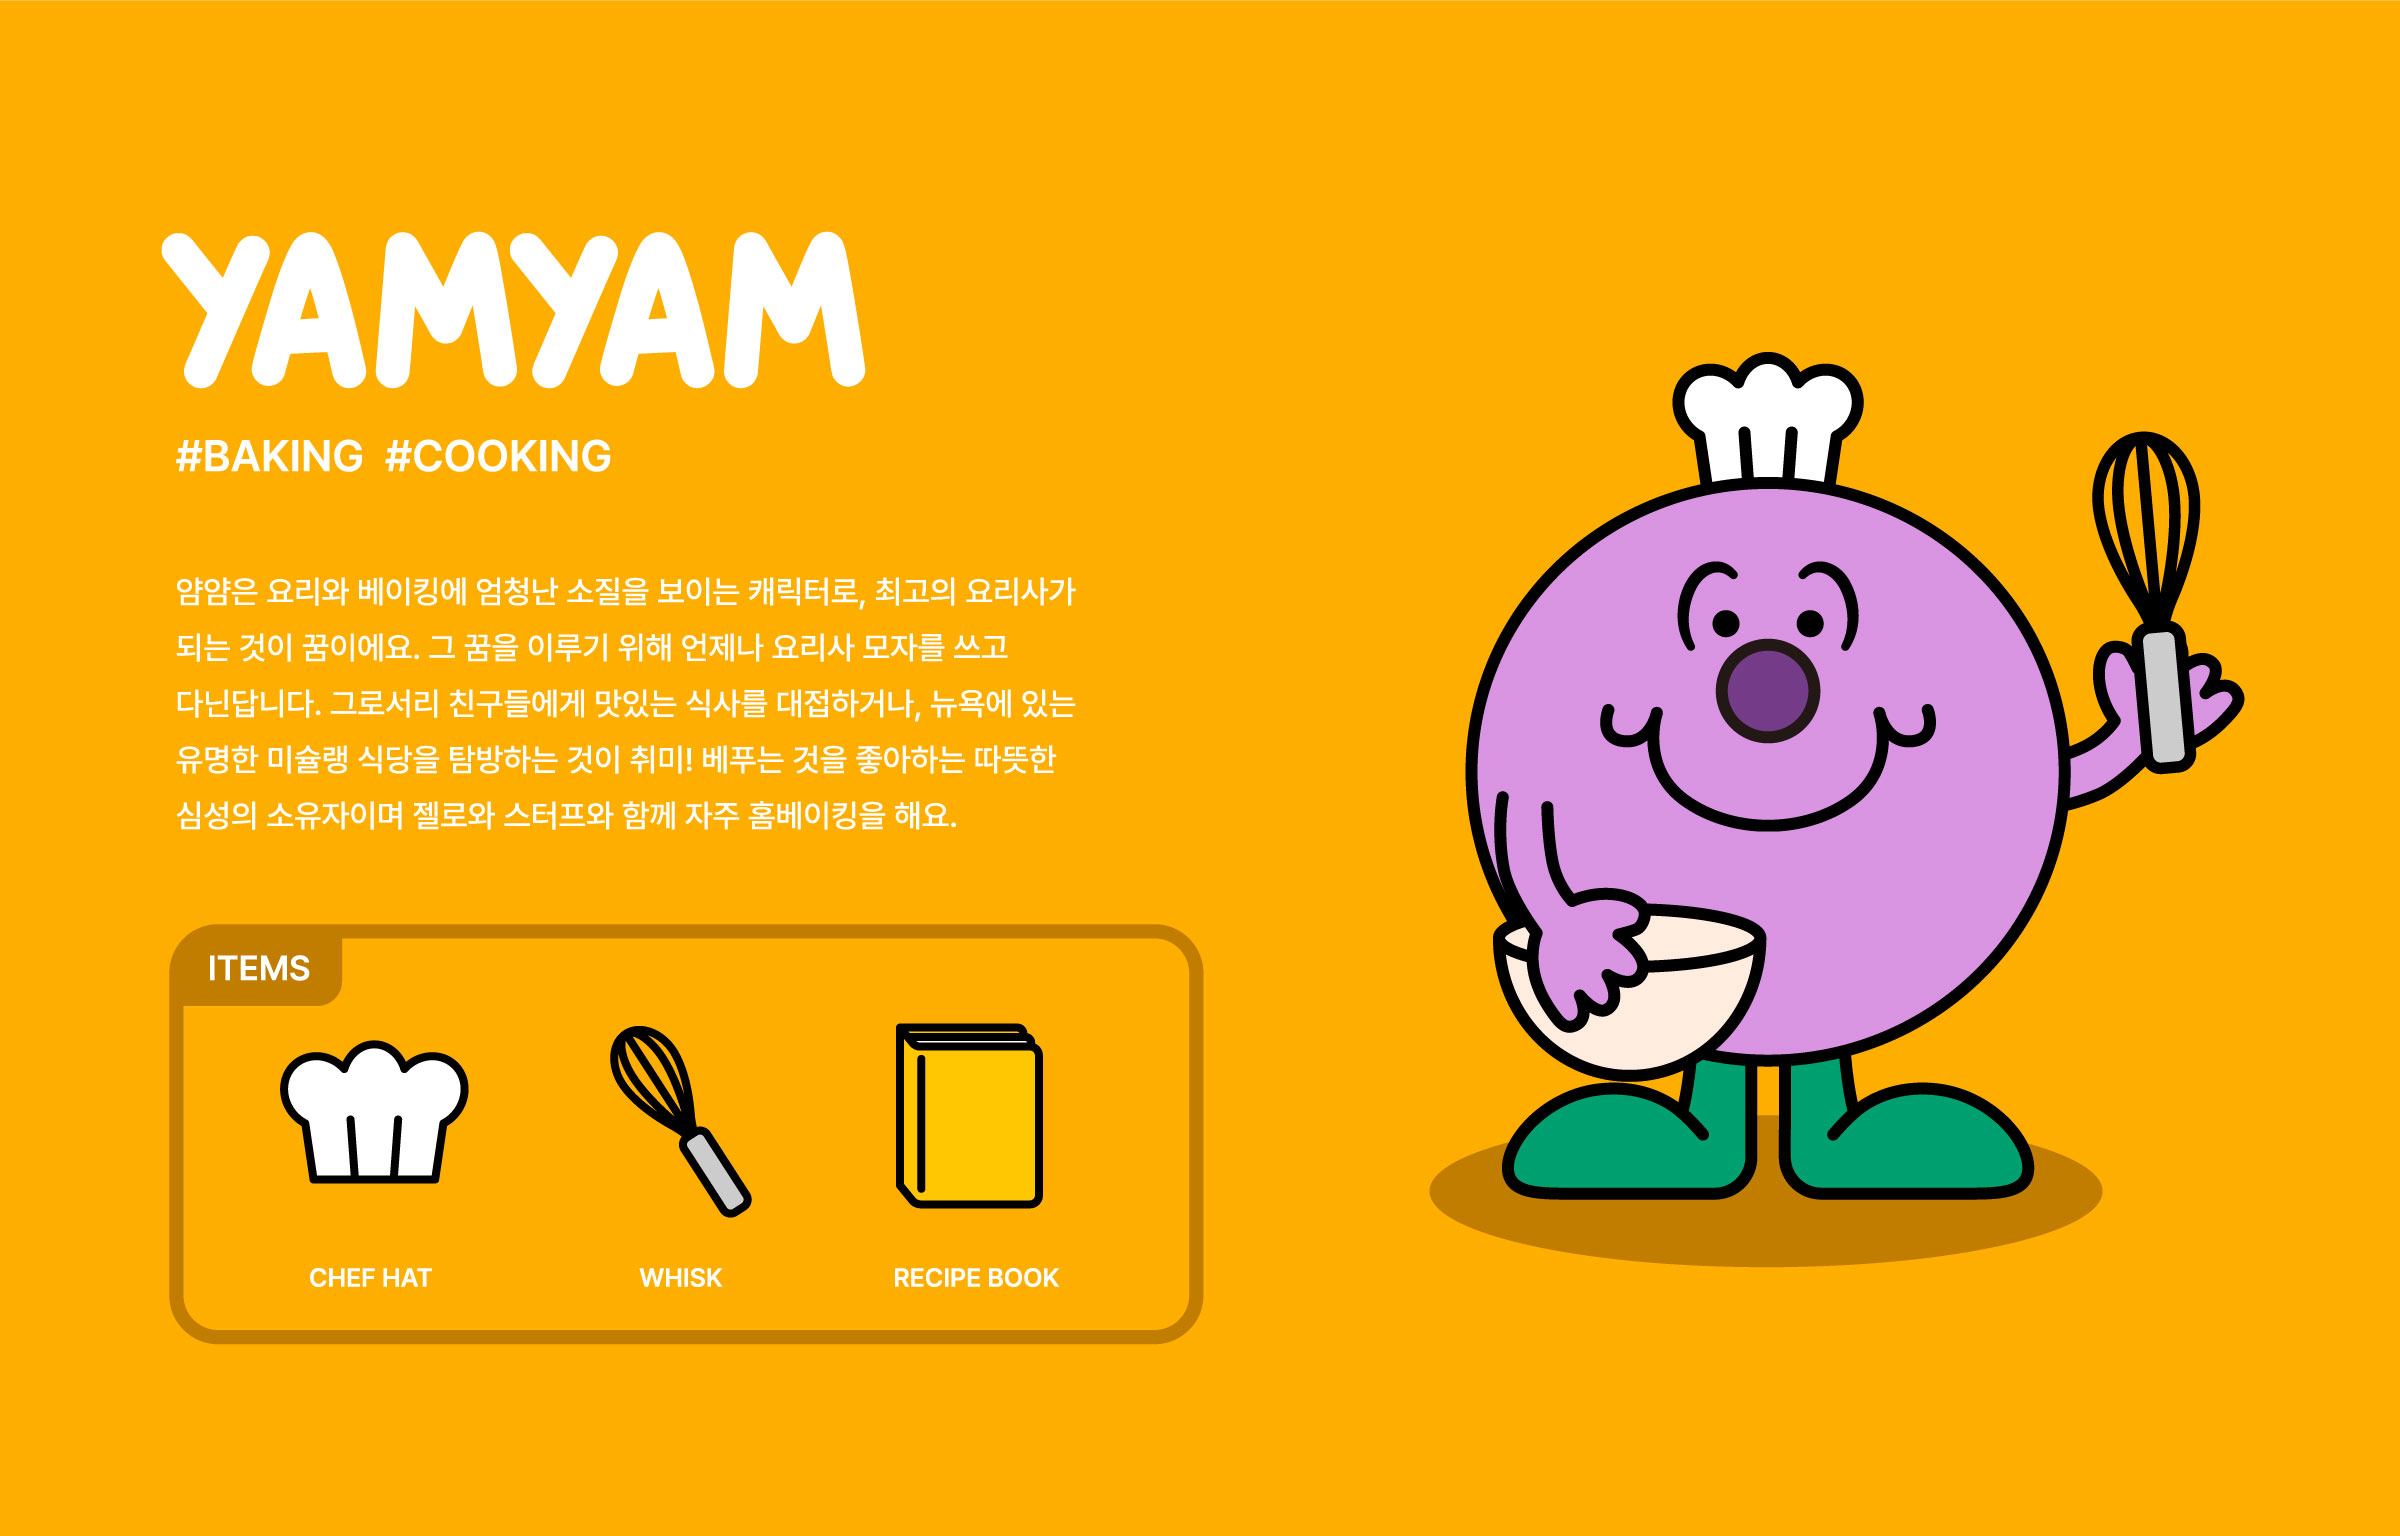 YAMYAM
#BAKING #COOKING
얌얌은 요리와 베이킹에 엄청난 소질을 보이는 캐릭터로, 최고의 요리사가
되는 것이 꿈이에요. 그 꿈을 이루기 위해 언제나 요리사 모자를 쓰고
다닌답니다. 그로서리 친구들에게 맛있는 식사를 대접하거나, 뉴욕에 있는
유명한 미슐랭 식당을 탐방하는 것이 취미! 베푸는 것을 좋아하는 따뜻한
심성의 소유자이며 젤로와 스터프와 함께 자주 홈베이킹을 해요.
ITEMS
CHEF HAT
WHISK
RECIPE BOOK